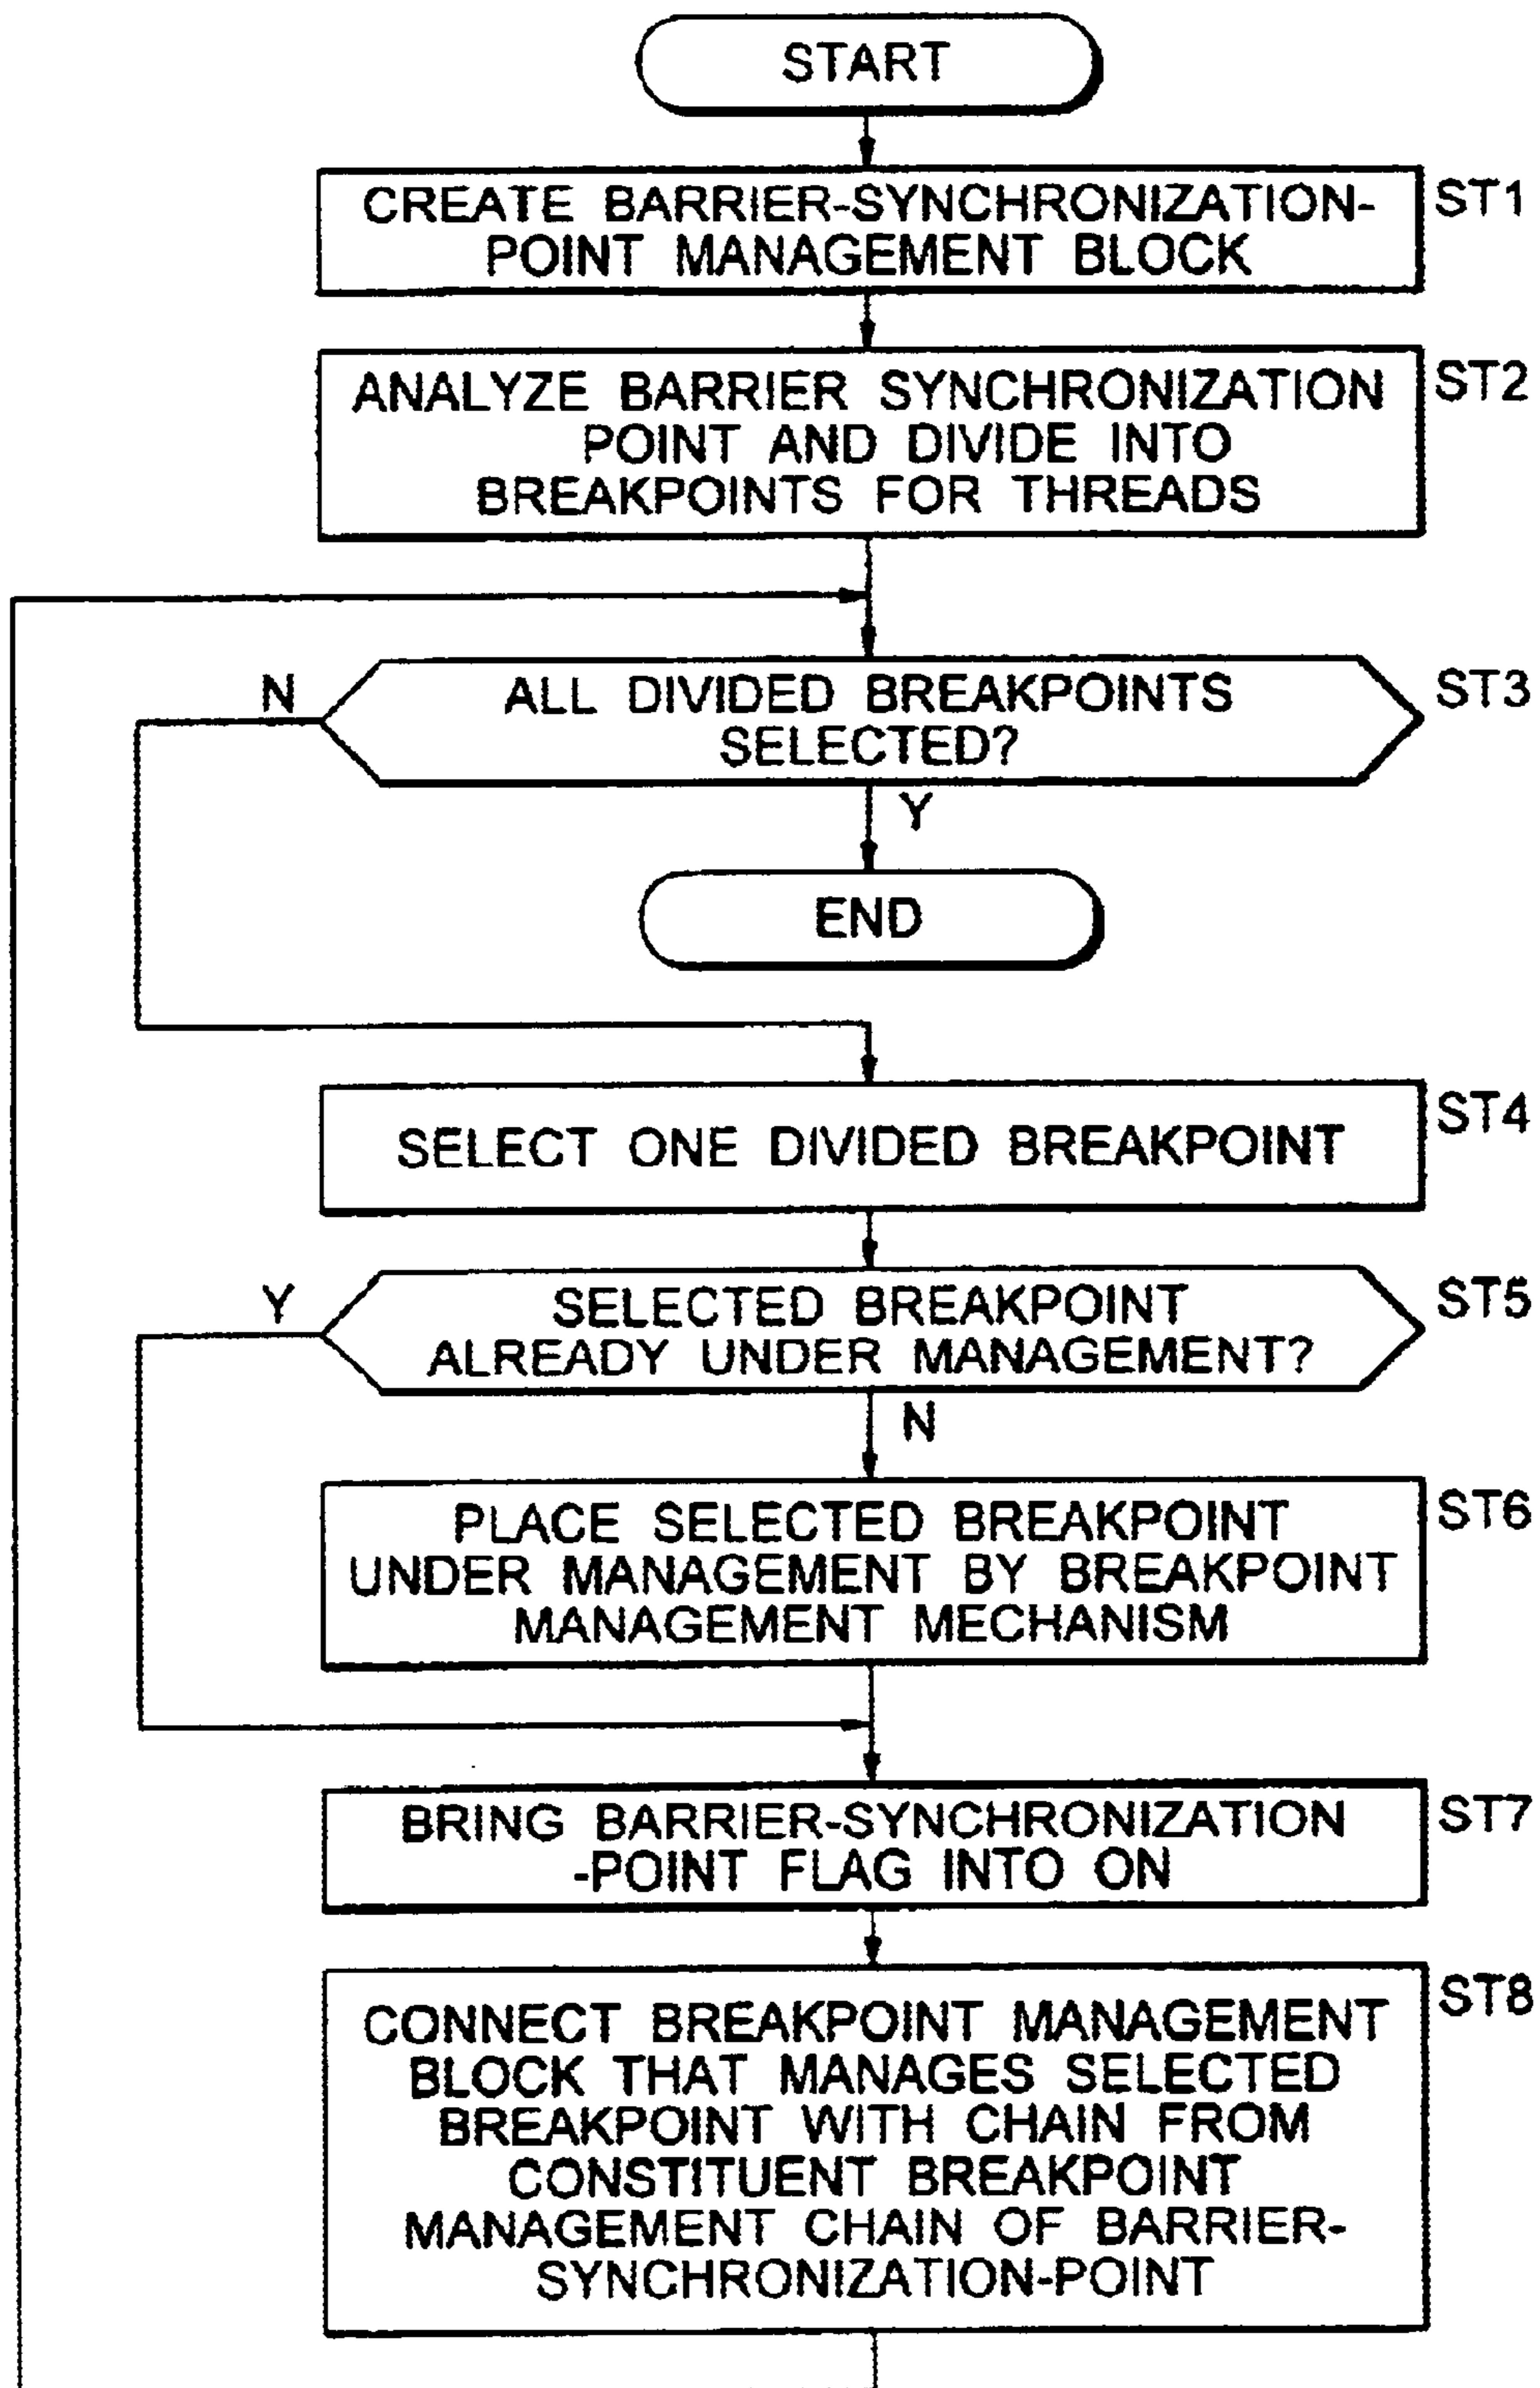 START
CREATE BARRIER-SYNCHRONIZATION-
POINT MANAGEMENT BLOCK
ST1
ANALYZE BARRIER SYNCHRONIZATION
POINT AND DIVIDE INTO
BREAKPOINTS FOR THREADS
ST2
N
ALL DIVIDED BREAKPOINTS
SELECTED?
ST3
Y
END
SELECT ONE DIVIDED BREAKPOINT
ST4
Y
SELECTED BREAKPOINT
ALREADY UNDER MANAGEMENT?
ST5
N
PLACE SELECTED BREAKPOINT
UNDER MANAGEMENT BY BREAKPOINT
MANAGEMENT MECHANISM
ST6
BRING BARRIER-SYNCHRONIZATION
-POINT FLAG INTO ON
ST7
CONNECT BREAKPOINT MANAGEMENT
BLOCK THAT MANAGES SELECTED
BREAKPOINT WITH CHAIN FROM
CONSTITUENT BREAKPOINT
MANAGEMENT CHAIN OF BARRIER-
SYNCHRONIZATION-POINT
ST8